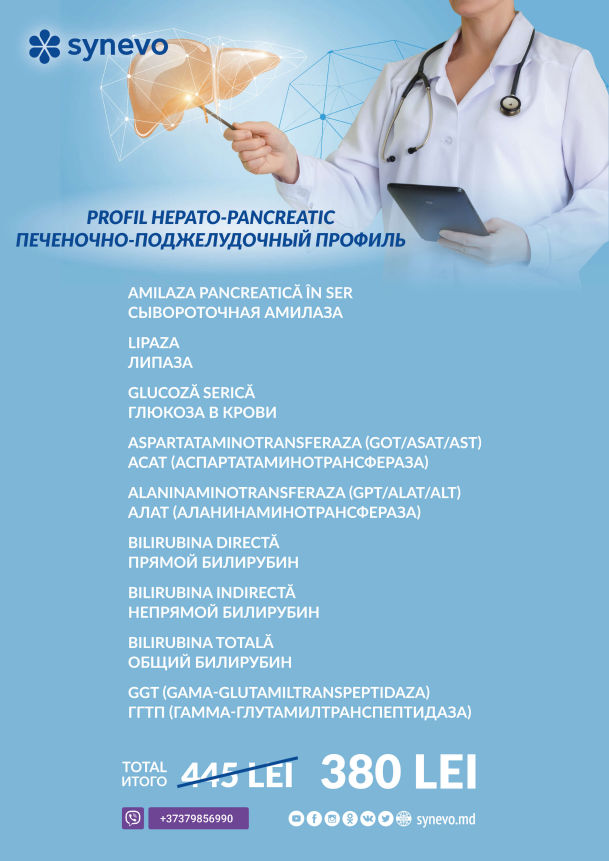 synevo
PROFIL HEPATO-PANCREATIC
ПЕЧЕНОЧНО-ПОДЖЕЛУДОЧНЫЙ ПРОФИЛЬ
AMILAZA PANCREATICĂ ÎN SER
СЫВОРОТОЧНАЯ АМИЛАЗА
LIPAZA
ЛИПАЗА
GLUCOZĂ SERICĂ
ГЛЮКОЗА В КРОВИ
ASPARTATAMINOTRANSFERAZA (GOT/ASAT/AST)
АСАТ (АСПАРТАТАМИНОТРАНСФЕРАЗА)
ALANINAMINOTRANSFERAZA (GPT/ALAT/ALT)
АЛАТ (АЛАНИНАМИНОТРАНСФЕРАЗА)
BILIRUBINA DIRECTĂ
ПРЯМОЙ БИЛИРУБИН
BILIRUBINA INDIRECTĂ
НЕПРЯМОЙ БИЛИРУБИН
BILIRUBINA TOTALĂ
ОБЩИЙ БИЛИРУБИН
GGT (GAMA-GLUTAMILTRANSPEPTIDAZA)
ГГТП (ГАММА-ГЛУТАМИЛТРАНСПЕПТИДАЗА)
TOTAL
ИТОГО
445 LEI
380 LEI
+37379856990
synevo.md